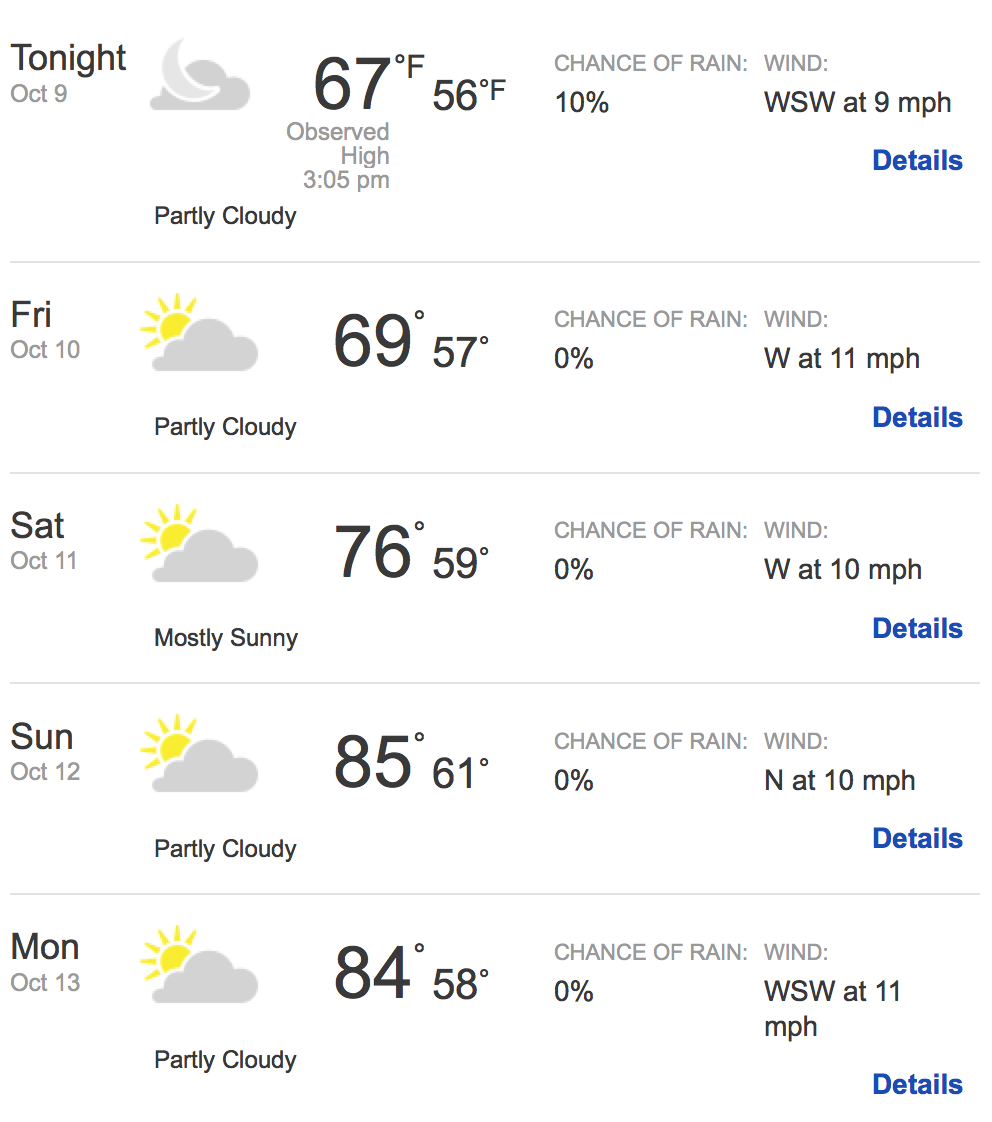 Tonight
Oct 9
67°F 56°F
Observed
High
3:05 pm
Partly Cloudy
CHANCE OF RAIN: WIND:
10% WSW at 9 mph
Details
Fri
Oct 10
69° 57°
Partly Cloudy
CHANCE OF RAIN: WIND:
0% W at 11 mph
Details
Sat
Oct 11
76° 59°
Mostly Sunny
CHANCE OF RAIN: WIND:
0% W at 10 mph
Details
Sun
Oct 12
85° 61°
Partly Cloudy
CHANCE OF RAIN: WIND:
0% N at 10 mph
Details
Mon
Oct 13
84° 58°
Partly Cloudy
CHANCE OF RAIN: WIND:
0% WSW at 11
mph
Details